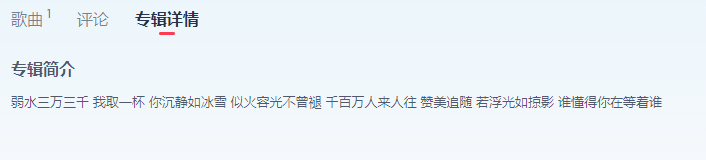 歌曲 1 评论 专辑详情
专辑简介
弱水三万三千 我取一杯 你沉静如冰雪 似火容光不曾褪 千百万人来人往 赞美追随 若浮光如掠影 谁懂得你在等着谁